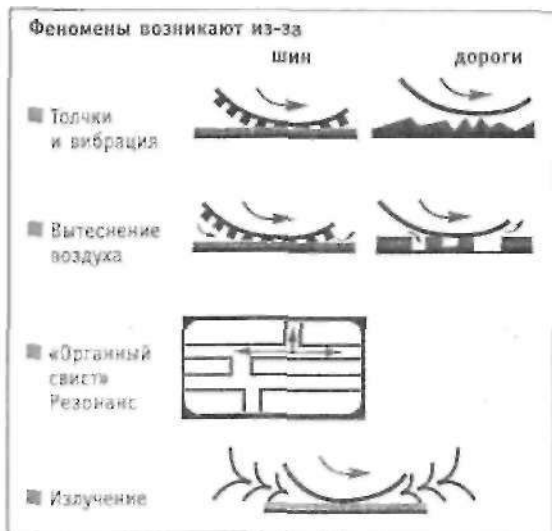 Феномены возникают из-за
шин
дороги
Толчки
и вибрация
Вытеснение
воздуха
«Органный
свист»
Резонанс
Излучение